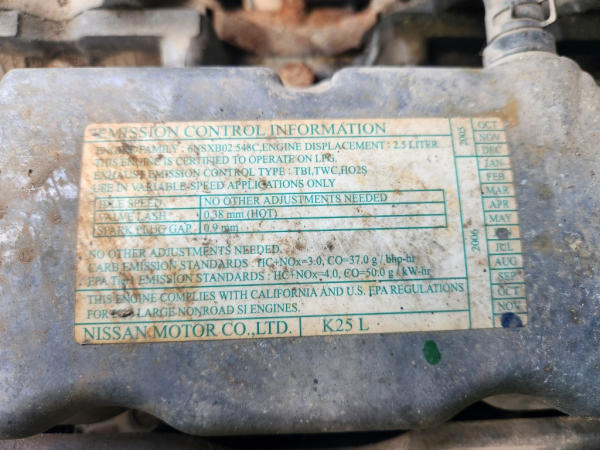 EMISSION CONTROL INFORMATION
ENGINE FAMILY : 6NSXB02.548C, ENGINE DISPLACEMENT : 2.5 LITER
THIS ENGINE IS CERTIFIED TO OPERATE ON LPG.
EXHAUST EMISSION CONTROL TYPE : TBI, TWC, HO2S
USE IN VARIABLE-SPEED APPLICATIONS ONLY
IDLE SPEED NO OTHER ADJUSTMENTS NEEDED
VALVE LASH 0.38 mm (HOT)
SPARK PLUG GAP 0.9 mm
NO OTHER ADJUSTMENTS NEEDED.
CARB EMISSION STANDARDS : HC+NOx=3.0, CO=37.0 g / bhp-hr
EPA EMISSION STANDARDS : HC+NOx=4.0, CO=50.0 g / kW-hr
THIS ENGINE COMPLIES WITH CALIFORNIA AND U.S. EPA REGULATIONS
FOR LARGE NONROAD SI ENGINES.
NISSAN MOTOR CO., LTD. K25 L
2005
OCT
NOV
DEC
2006
JAN
FEB
MAR
APR
MAY
JUL
AUG
SEP
OCT
NOV